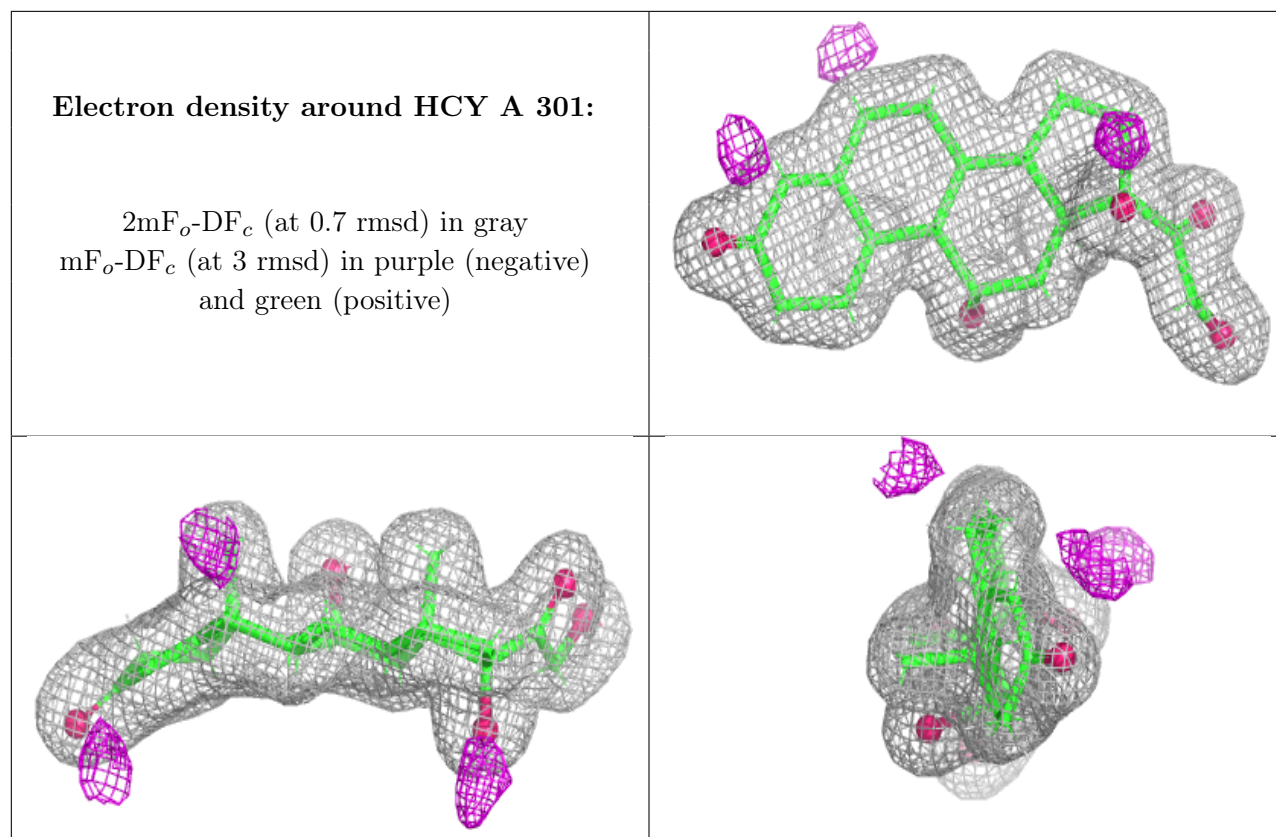 Electron density around HCY A 301:
2mFo-DFc (at 0.7 rmsd) in gray
mFo-DFc (at 3 rmsd) in purple (negative)
and green (positive)